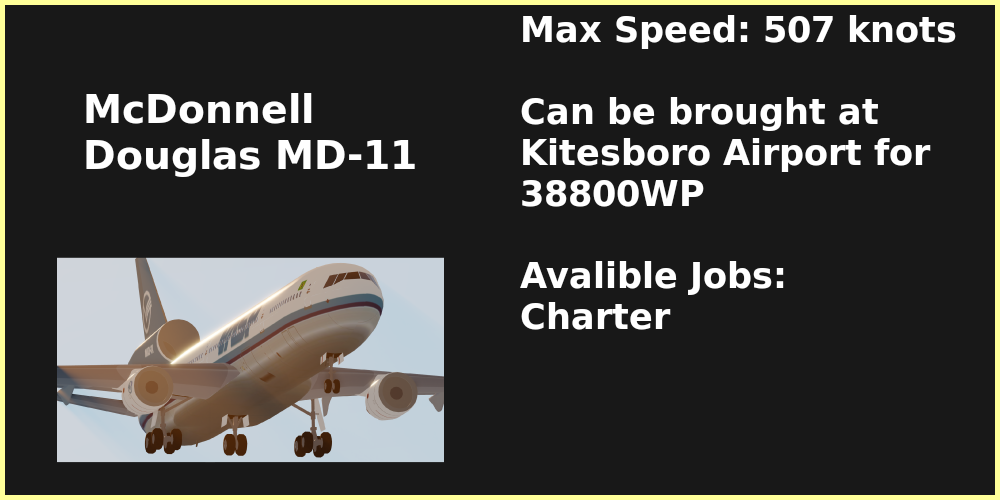 McDonnell
Douglas MD-11
Max Speed: 507 knots
Can be brought at
Kitesboro Airport for
38800WP
Avalible Jobs:
Charter